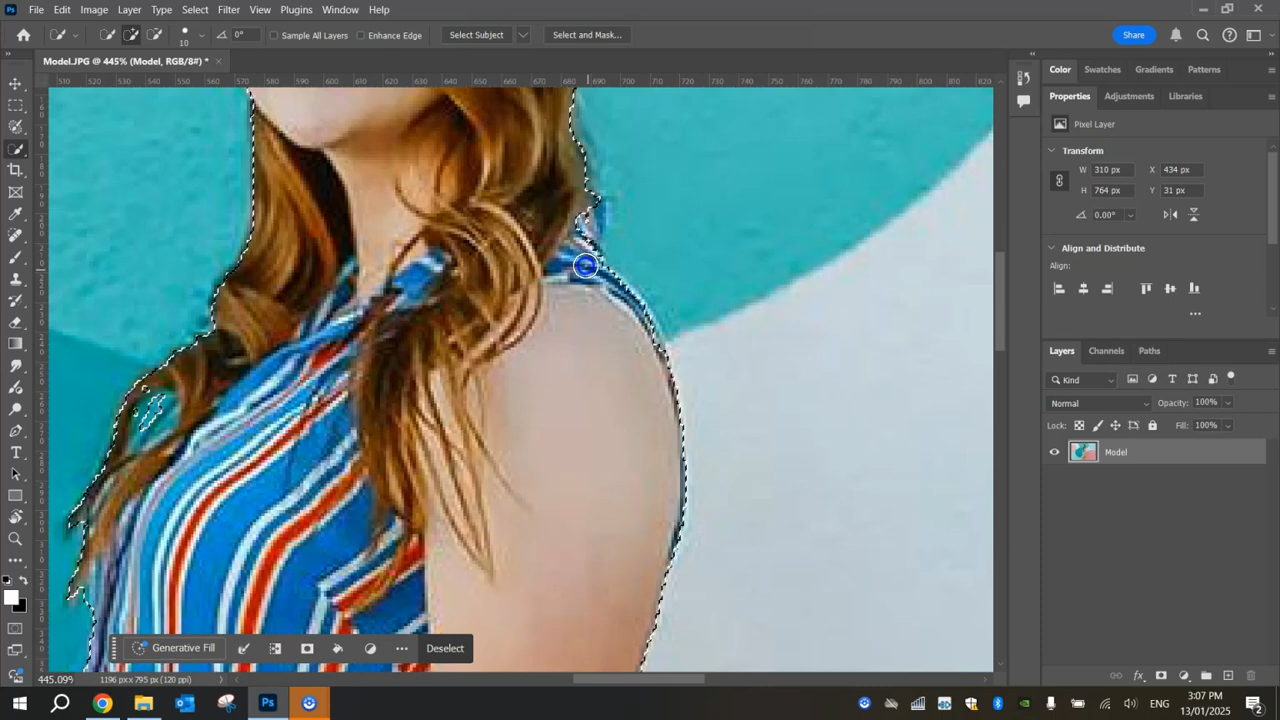 File Edit Image Layer Type Select Filter View Plugins Window Help
10 0° Sample All Layers Enhance Edge Select Subject Select and Mask... Share
Model.JPG @ 445% (Model, RGB/8#) *
510 520 530 540 550 560 570 580 590 600 610 620 630 640 650 660 670 680 690 700 710 720 730 740 750 760 770 780 790 800 810 820
Color Swatches Gradients Patterns
Properties Adjustments Libraries
Pixel Layer
Transform
W 310 px X 434 px
H 764 px Y 31 px
0.00°
Align and Distribute
Align:
Layers Channels Paths
Kind
Normal Opacity: 100%
Lock: Fill: 100%
Model
Generative Fill Deselect
445.09% 1196 px x 795 px (120 ppi)
ENG 3:07 PM
13/01/2025 2